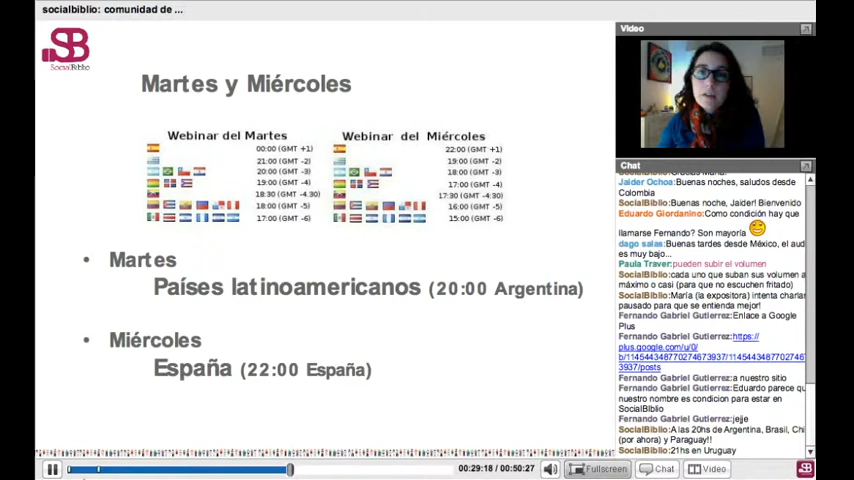 socialbiblio: comunidad de ...
SB
SocialBiblio
Martes y Miércoles
Webinar del Martes
00:00 (GMT +1)
21:00 (GMT -2)
20:00 (GMT -3)
19:00 (GMT -4)
18:30 (GMT -4.30)
18:00 (GMT -5)
17:00 (GMT -6)
Webinar del Miércoles
22:00 (GMT +1)
19:00 (GMT -2)
18:00 (GMT -3)
17:00 (GMT -4)
17:30 (GMT -4:30)
16:00 (GMT -5)
15:00 (GMT -6)
• Martes
Países latinoamericanos (20:00 Argentina)
• Miércoles
España (22:00 España)
Video
Chat
Jaider Ochoa:Buenas noches, saludos desde
Colombia
SocialBiblio:Buenas noche, Jaider! Bienvenido
Eduardo Giordanino:Como condición hay que
llamarse Fernando? Son mayoría
dago salas:Buenas tardes desde México, el aud
es muy bajo...
Paula Traver:pueden subir el volumen
SocialBiblio:cada uno que suban sus volumen a
máximo o casi (para que no escuchen fritado)
SocialBiblio:María (la expositora) intenta charlar
pausado para que se entienda mejor!
Fernando Gabriel Gutierrez:Enlace a Google
Plus
Fernando Gabriel Gutierrez:https://
plus.google.com/u/0/
b/114544348770274673937/1145443487702746
3937/posts
Fernando Gabriel Gutierrez:a nuestro sitio
Fernando Gabriel Gutierrez:Eduardo parece qu
nuestro nombre es condicion para estar en
SocialBIblio
Fernando Gabriel Gutierrez:jejje
SocialBiblio:A las 20hs de Argentina, Brasil, Chi
(por ahora) y Paraguay!!
SocialBiblio:21hs en Uruguay
00:29:18 / 00:50:27
Fullscreen
Chat
Video
SB